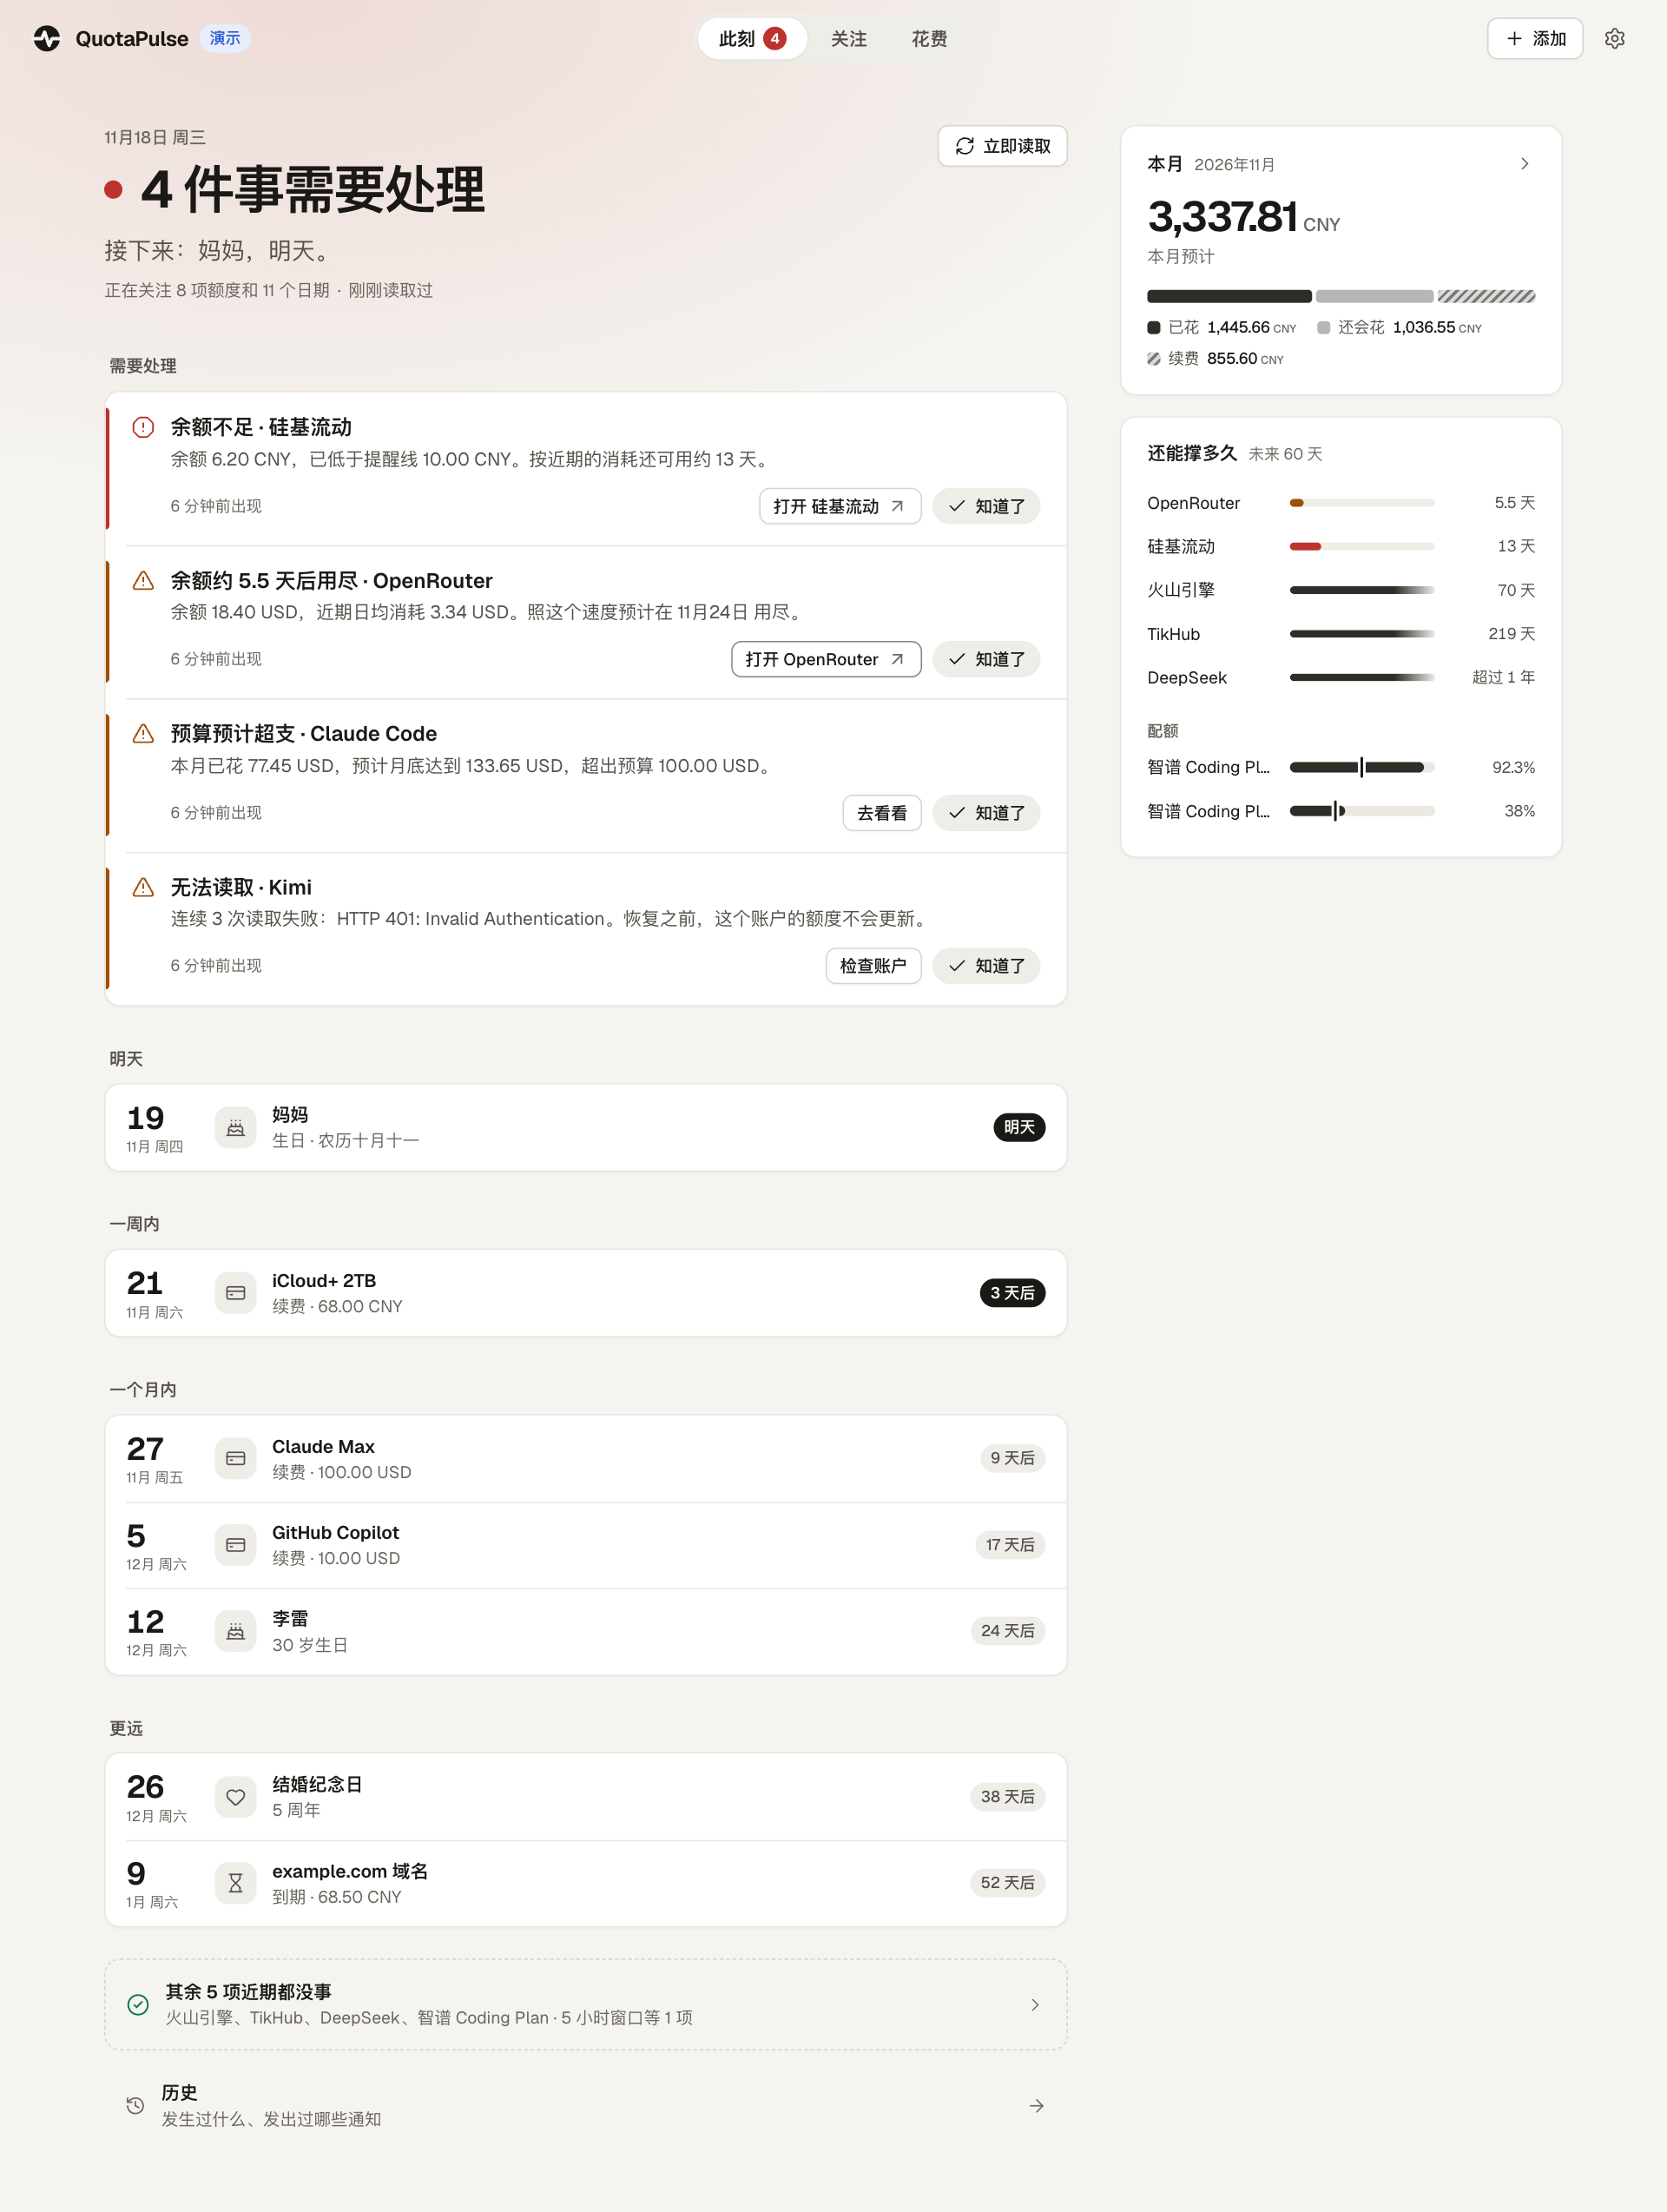 QuotaPulse 演示
此刻 4 关注 花费
添加
11月18日 周三
4 件事需要处理
接下来：妈妈，明天。
正在关注 8 项额度和 11 个日期 · 刚刚读取过
立即读取
需要处理
余额不足 · 硅基流动
余额 6.20 CNY，已低于提醒线 10.00 CNY。按近期的消耗还可用约 13 天。
6 分钟前出现
打开 硅基流动
知道了
余额约 5.5 天后用尽 · OpenRouter
余额 18.40 USD，近期日均消耗 3.34 USD。照这个速度预计在 11月24日 用尽。
6 分钟前出现
打开 OpenRouter
知道了
预算预计超支 · Claude Code
本月已花 77.45 USD，预计月底达到 133.65 USD，超出预算 100.00 USD。
6 分钟前出现
去看看
知道了
无法读取 · Kimi
连续 3 次读取失败：HTTP 401: Invalid Authentication。恢复之前，这个账户的额度不会更新。
6 分钟前出现
检查账户
知道了
明天
19
11月 周四
妈妈
生日 · 农历十月十一
明天
一周内
21
11月 周六
iCloud+ 2TB
续费 · 68.00 CNY
3 天后
一个月内
27
11月 周五
Claude Max
续费 · 100.00 USD
9 天后
5
12月 周六
GitHub Copilot
续费 · 10.00 USD
17 天后
12
12月 周六
李雷
30 岁生日
24 天后
更远
26
12月 周六
结婚纪念日
5 周年
38 天后
9
1月 周六
example.com 域名
到期 · 68.50 CNY
52 天后
其余 5 项近期都没事
火山引擎、TikHub、DeepSeek、智谱 Coding Plan · 5 小时窗口等 1 项
历史
发生过什么、发出过哪些通知
本月 2026年11月
3,337.81 CNY
本月预计
已花 1,445.66 CNY 还会花 1,036.55 CNY
续费 855.60 CNY
还能撑多久 未来 60 天
OpenRouter 5.5 天
硅基流动 13 天
火山引擎 70 天
TikHub 219 天
DeepSeek 超过 1 年
配额
智谱 Coding Pl... 92.3%
智谱 Coding Pl... 38%